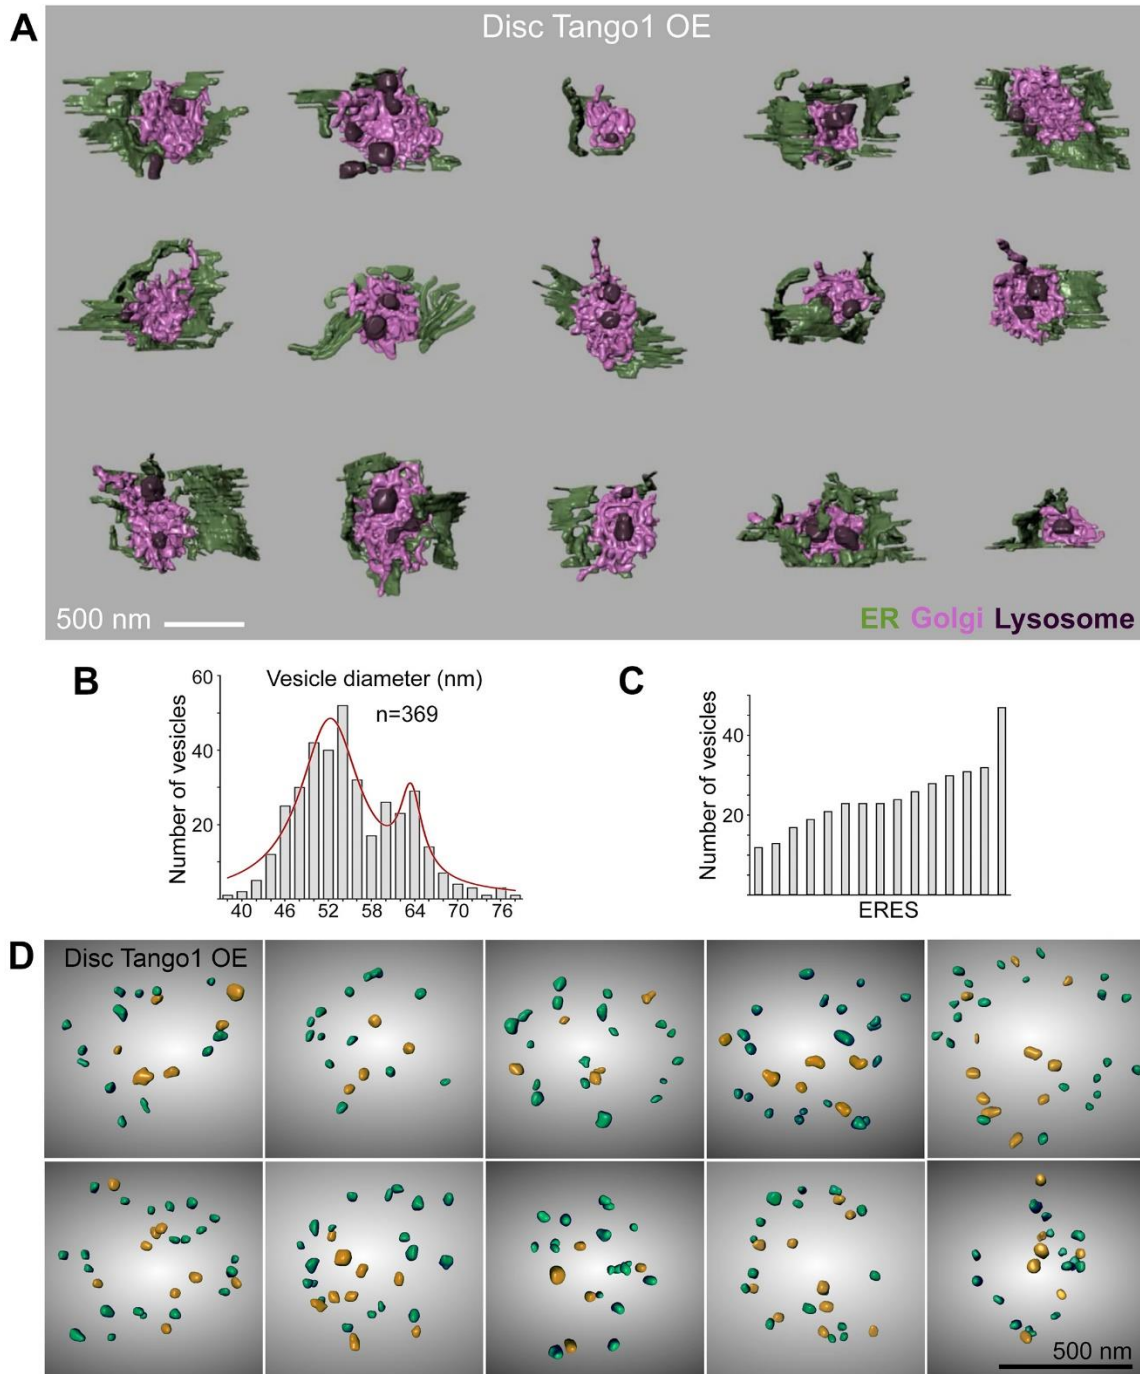 A
Disc Tango1 OE
500 nm
ER Golgi Lysosome
B
Vesicle diameter (nm)
n=369
Number of vesicles
60
40
20
40 46 52 58 64 70 76
C
Number of vesicles
40
20
ERES
D
Disc Tango1 OE
500 nm